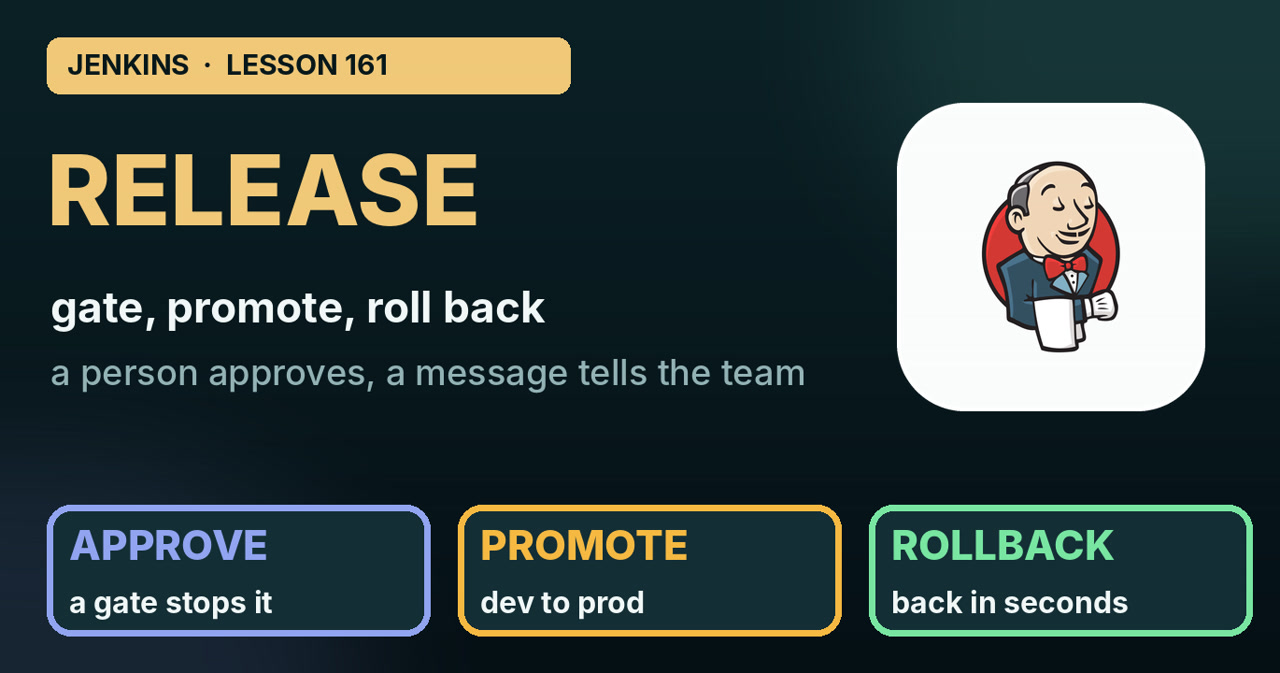 JENKINS · LESSON 161
RELEASE
gate, promote, roll back
a person approves, a message tells the team
APPROVE
a gate stops it
PROMOTE
dev to prod
ROLLBACK
back in seconds